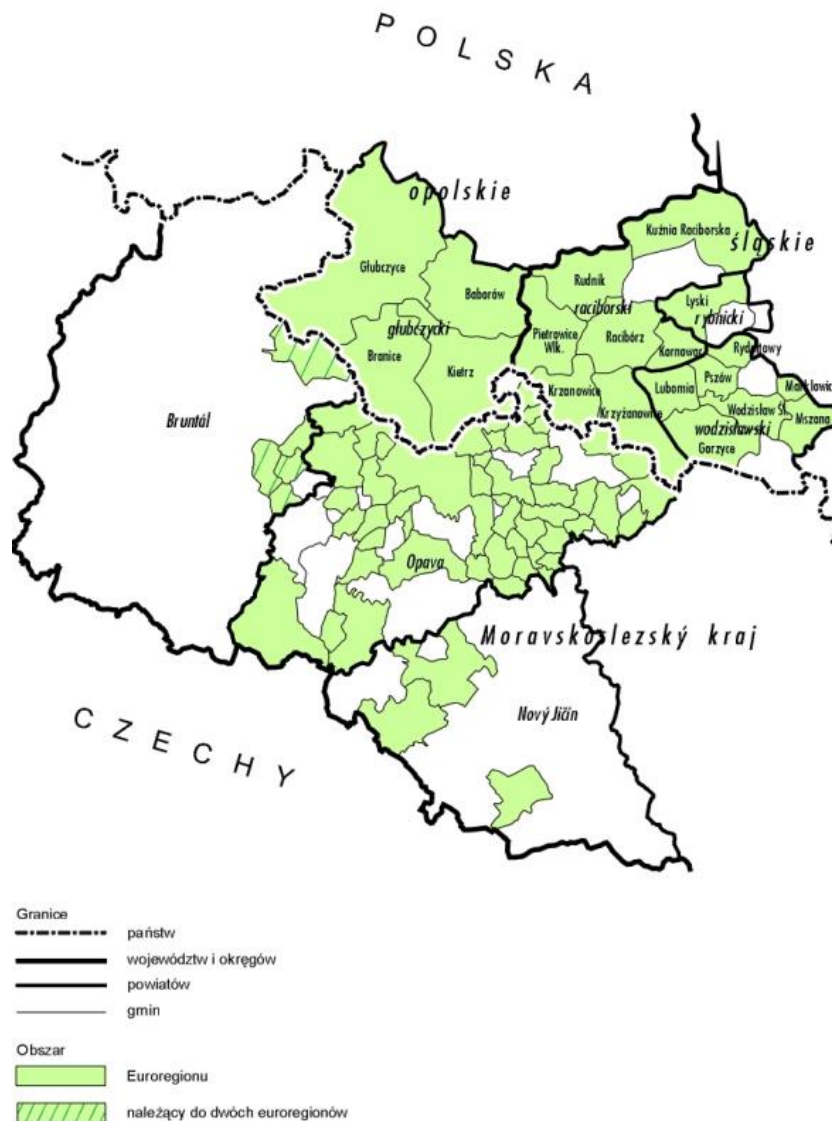 POLSKA
opolskie
Kuźnia Raciborska
śląskie
Głubczyce
Rudnik
Baborów
raciborski
Lyski
rybnicki
głubczycki
Pietrowice
Wlk.
Racibórz
Kornowac
Rydułtowy
Branice
Kietrz
Krzanowice
Lubomia
Pszów
Marklowice
Bruntál
Krzyżanowice
Wodzisław Śl.
Mszana
wodzisławski
Gorzyce
Opava
Moravskoslezský kraj
Nový Jičín
CZECHY
Granice
państw
województw i okręgów
powiatów
gmin
Obszar
Euroregionu
należący do dwóch euroregionów